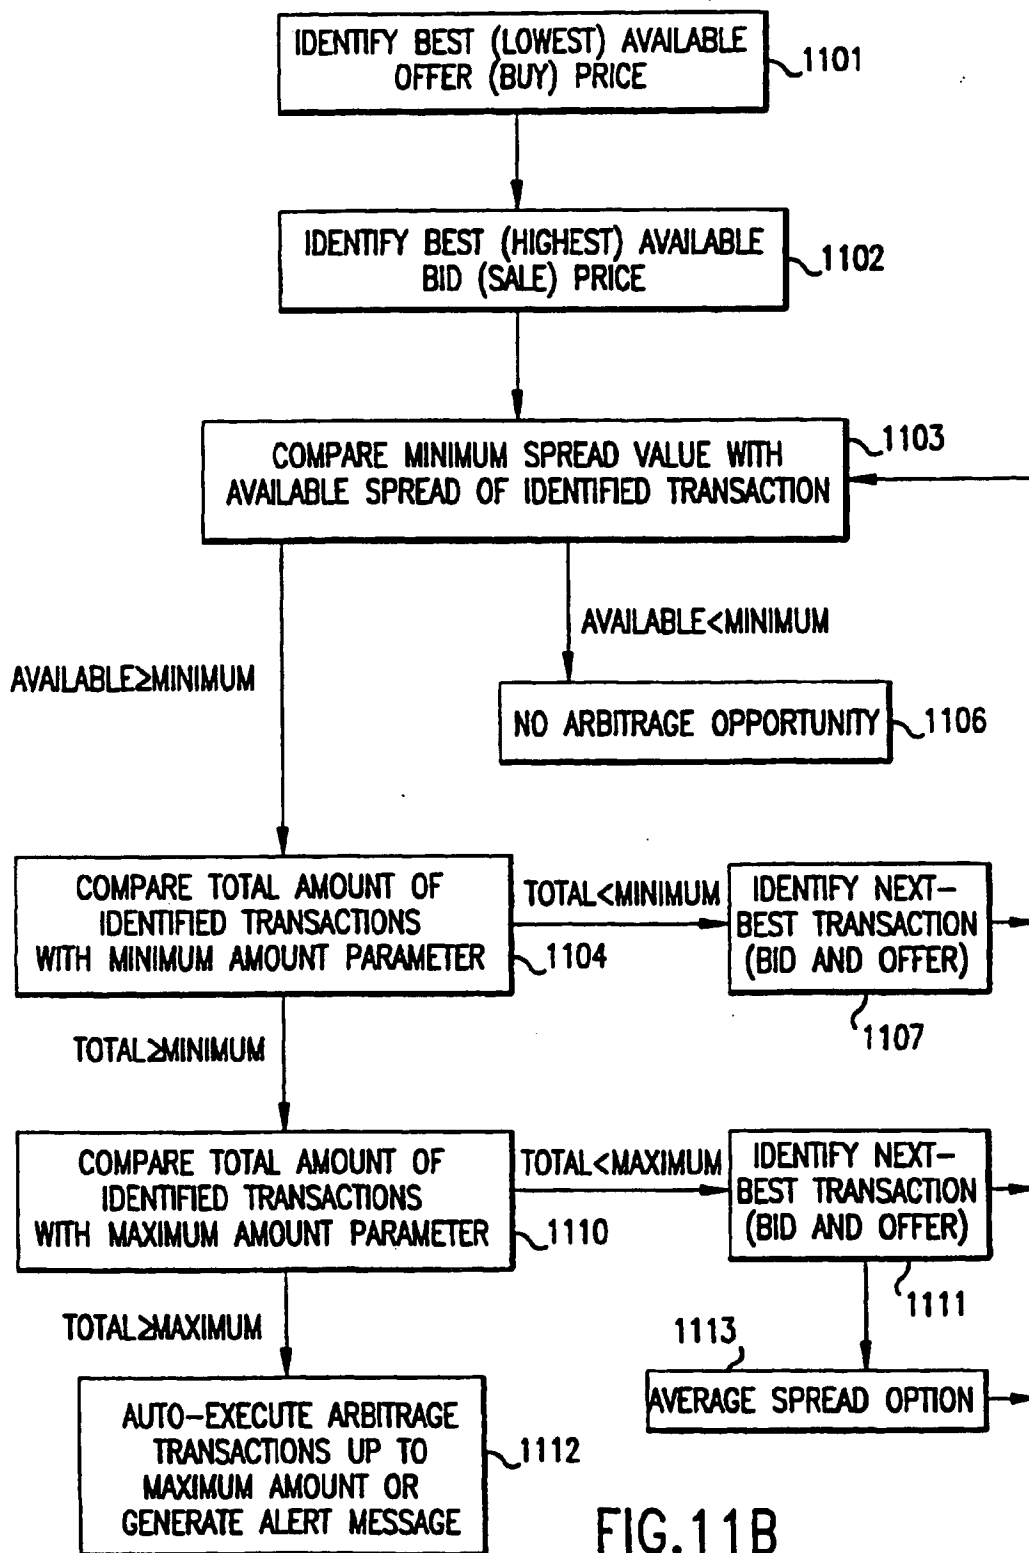 IDENTIFY BEST (LOWEST) AVAILABLE
OFFER (BUY) PRICE
1101
IDENTIFY BEST (HIGHEST) AVAILABLE
BID (SALE) PRICE
1102
1103
COMPARE MINIMUM SPREAD VALUE WITH
AVAILABLE SPREAD OF IDENTIFIED TRANSACTION
AVAILABLE<MINIMUM
AVAILABLE≥MINIMUM
NO ARBITRAGE OPPORTUNITY
1106
COMPARE TOTAL AMOUNT OF
IDENTIFIED TRANSACTIONS
WITH MINIMUM AMOUNT PARAMETER
1104
TOTAL<MINIMUM
IDENTIFY NEXT-
BEST TRANSACTION
(BID AND OFFER)
1107
TOTAL≥MINIMUM
COMPARE TOTAL AMOUNT OF
IDENTIFIED TRANSACTIONS
WITH MAXIMUM AMOUNT PARAMETER
1110
TOTAL<MAXIMUM
IDENTIFY NEXT-
BEST TRANSACTION
(BID AND OFFER)
1111
TOTAL≥MAXIMUM
1113
AVERAGE SPREAD OPTION
AUTO-EXECUTE ARBITRAGE
TRANSACTIONS UP TO
MAXIMUM AMOUNT OR
GENERATE ALERT MESSAGE
1112
FIG.11B